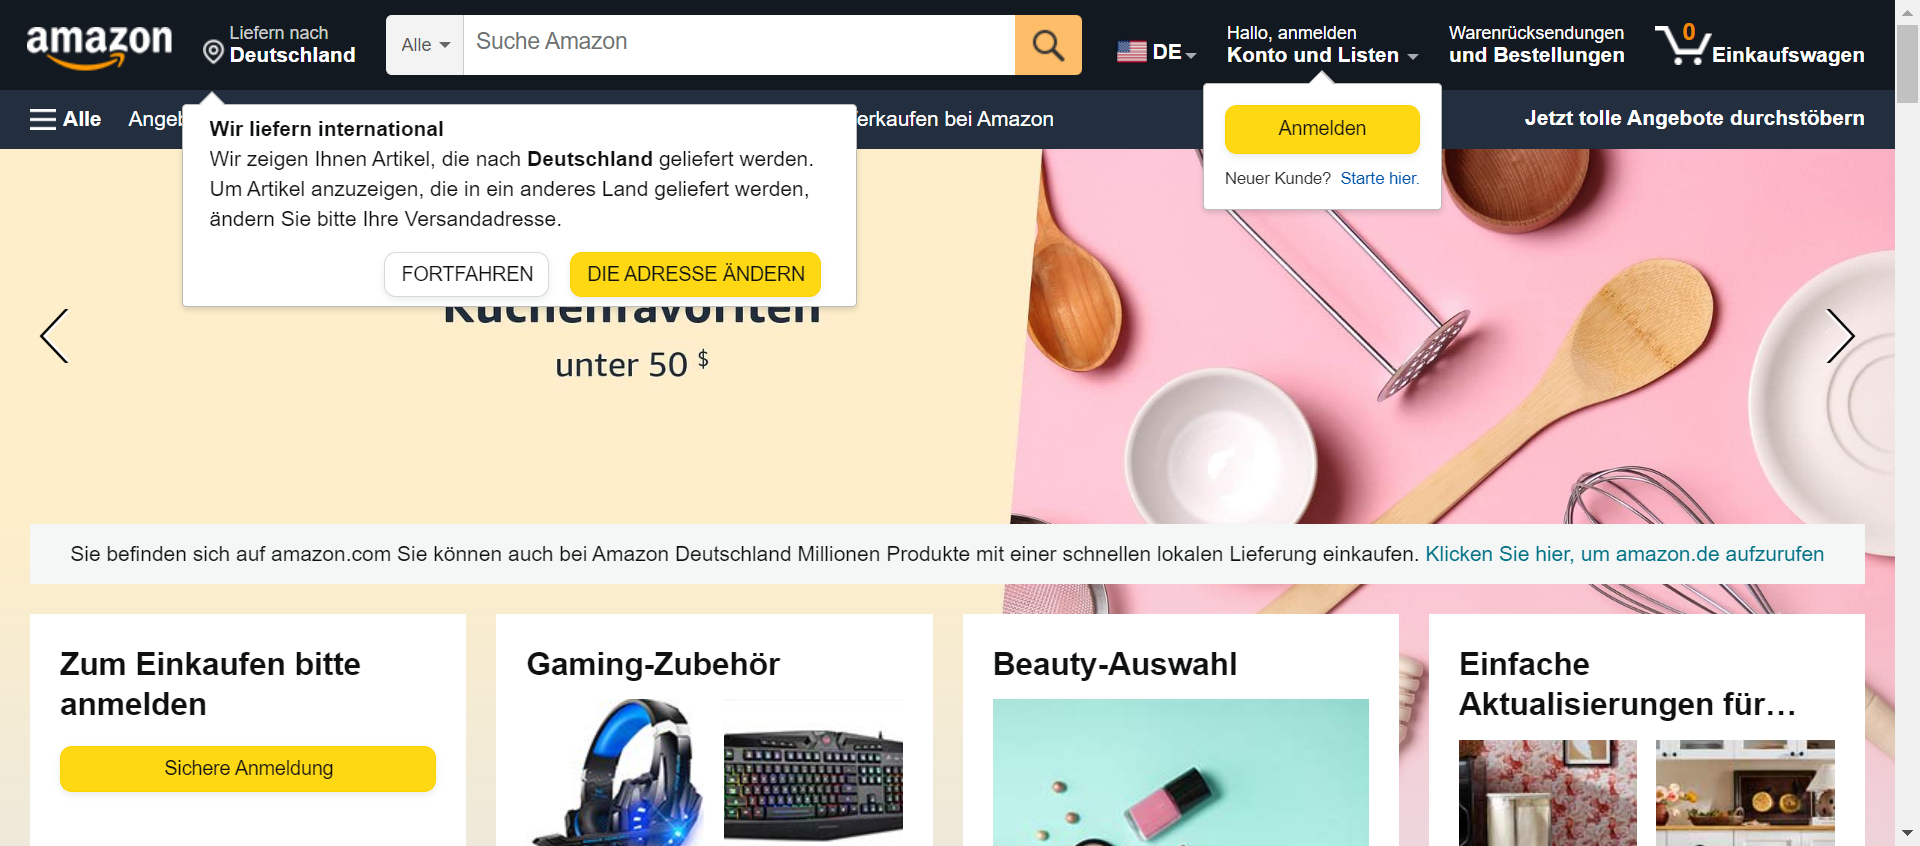 amazon
Liefern nach
Deutschland
Alle
Suche Amazon
DE
Hallo, anmelden
Konto und Listen
Warenrücksendungen
und Bestellungen
0
Einkaufswagen
Alle
erkaufen bei Amazon
Jetzt tolle Angebote durchstöbern
Wir liefern international
Wir zeigen Ihnen Artikel, die nach Deutschland geliefert werden.
Um Artikel anzuzeigen, die in ein anderes Land geliefert werden,
ändern Sie bitte Ihre Versandadresse.
FORTFAHREN
DIE ADRESSE ÄNDERN
Anmelden
Neuer Kunde? Starte hier.
Küchenfavoriten
unter 50 $
Sie befinden sich auf amazon.com Sie können auch bei Amazon Deutschland Millionen Produkte mit einer schnellen lokalen Lieferung einkaufen. Klicken Sie hier, um amazon.de aufzurufen
Zum Einkaufen bitte
anmelden
Sichere Anmeldung
Gaming-Zubehör
Beauty-Auswahl
Einfache
Aktualisierungen für…